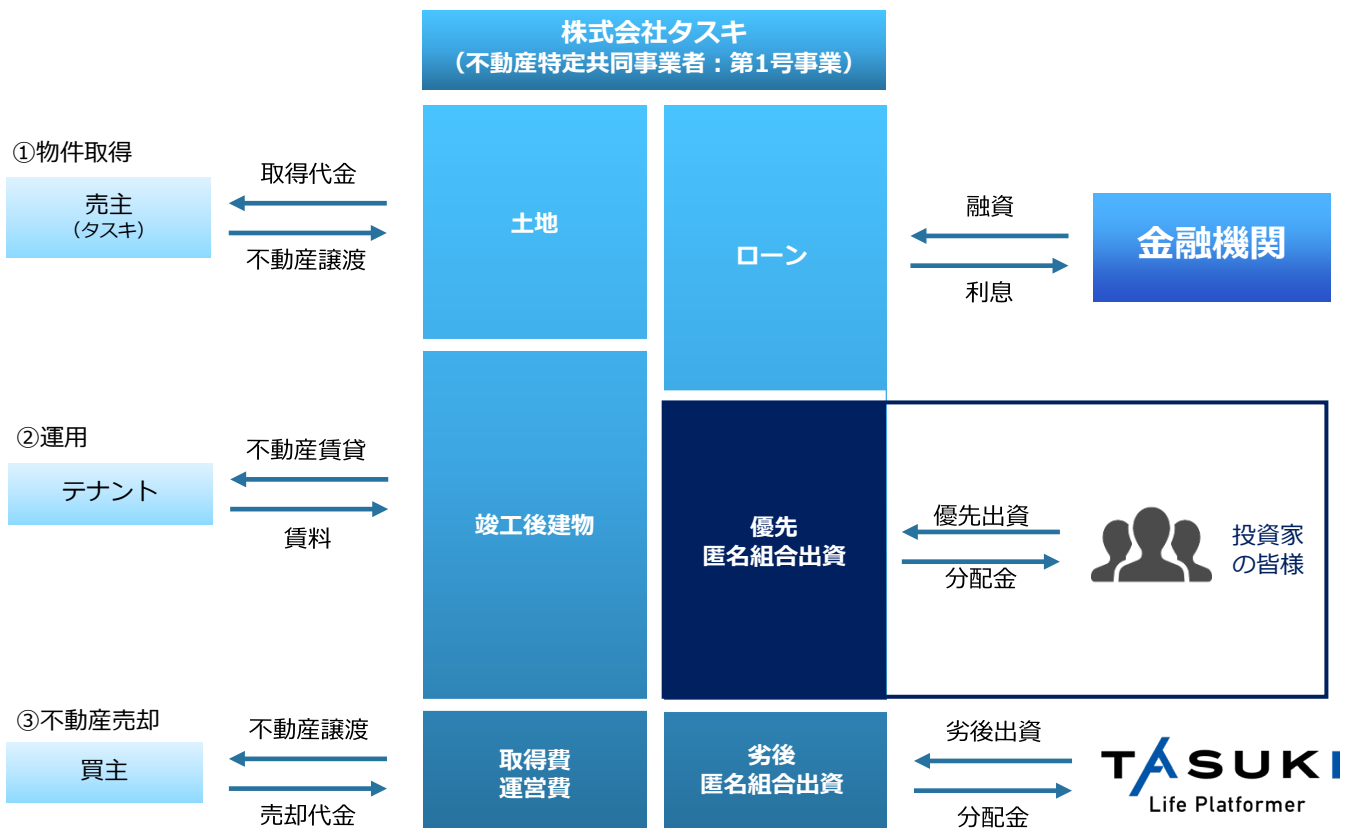 株式会社タスキ
（不動産特定共同事業者：第1号事業）
①物件取得
売主
（タスキ）
取得代金
不動産譲渡
土地
ローン
融資
利息
金融機関
②運用
テナント
不動産賃貸
賃料
竣工後建物
優先
匿名組合出資
優先出資
分配金
投資家
の皆様
③不動産売却
買主
不動産譲渡
売却代金
取得費
運営費
劣後
匿名組合出資
劣後出資
分配金
TASUKI
Life Platformer